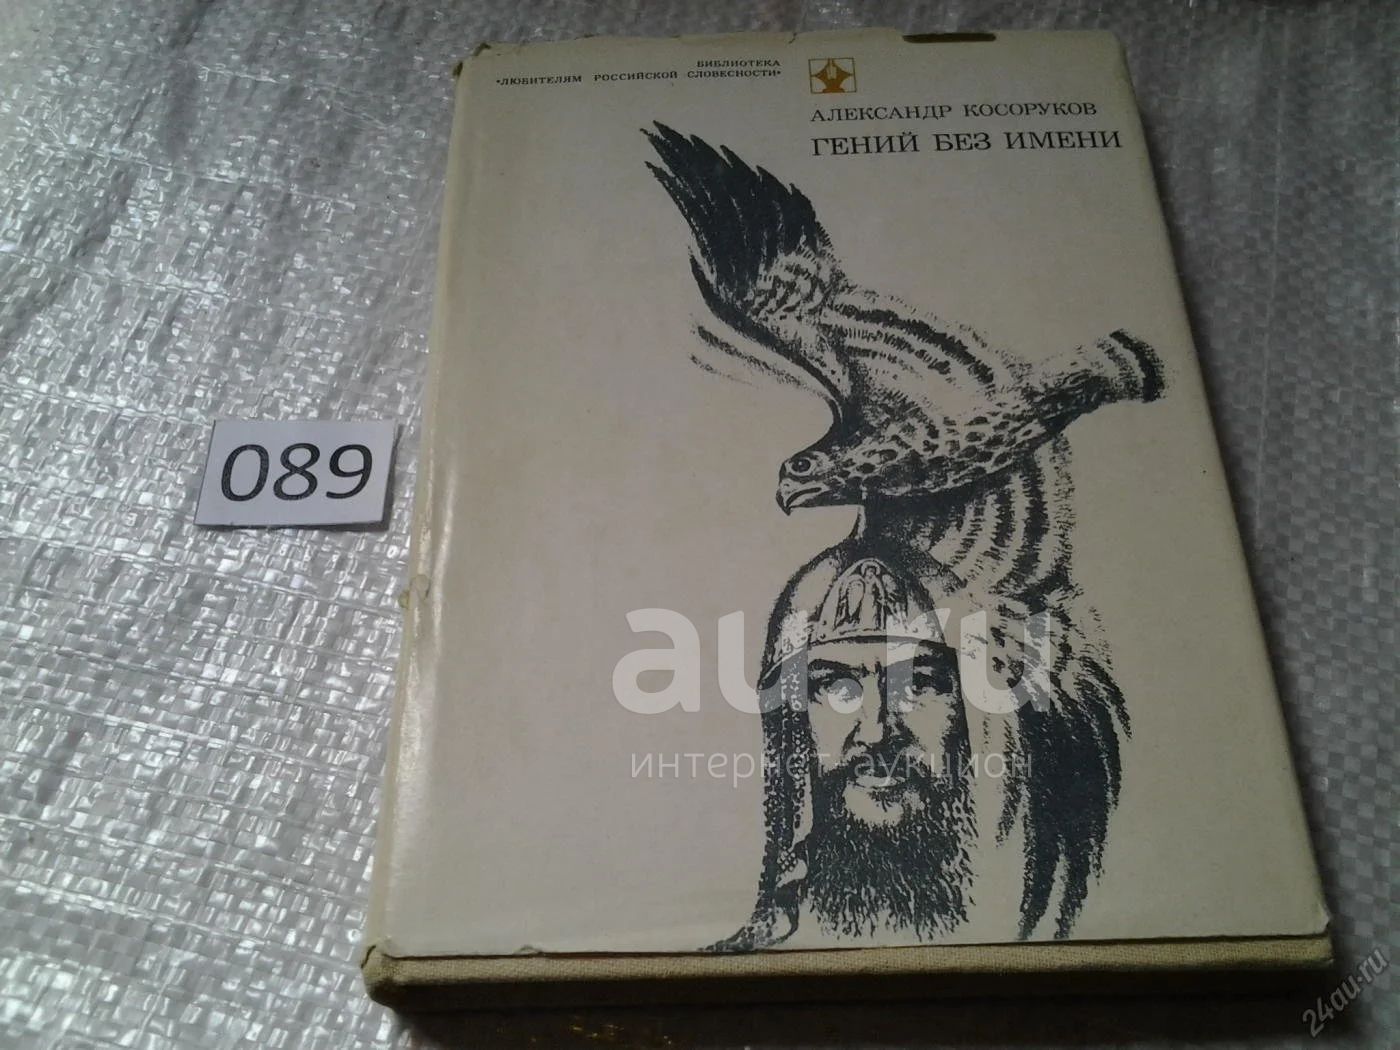 БИБЛИОТЕКА
«ЛЮБИТЕЛЯМ РОССИЙСКОЙ СЛОВЕСНОСТИ»
АЛЕКСАНДР КОСОРУКОВ
ГЕНИЙ БЕЗ ИМЕНИ
089
au.ru
интернет аукцион
24au.ru